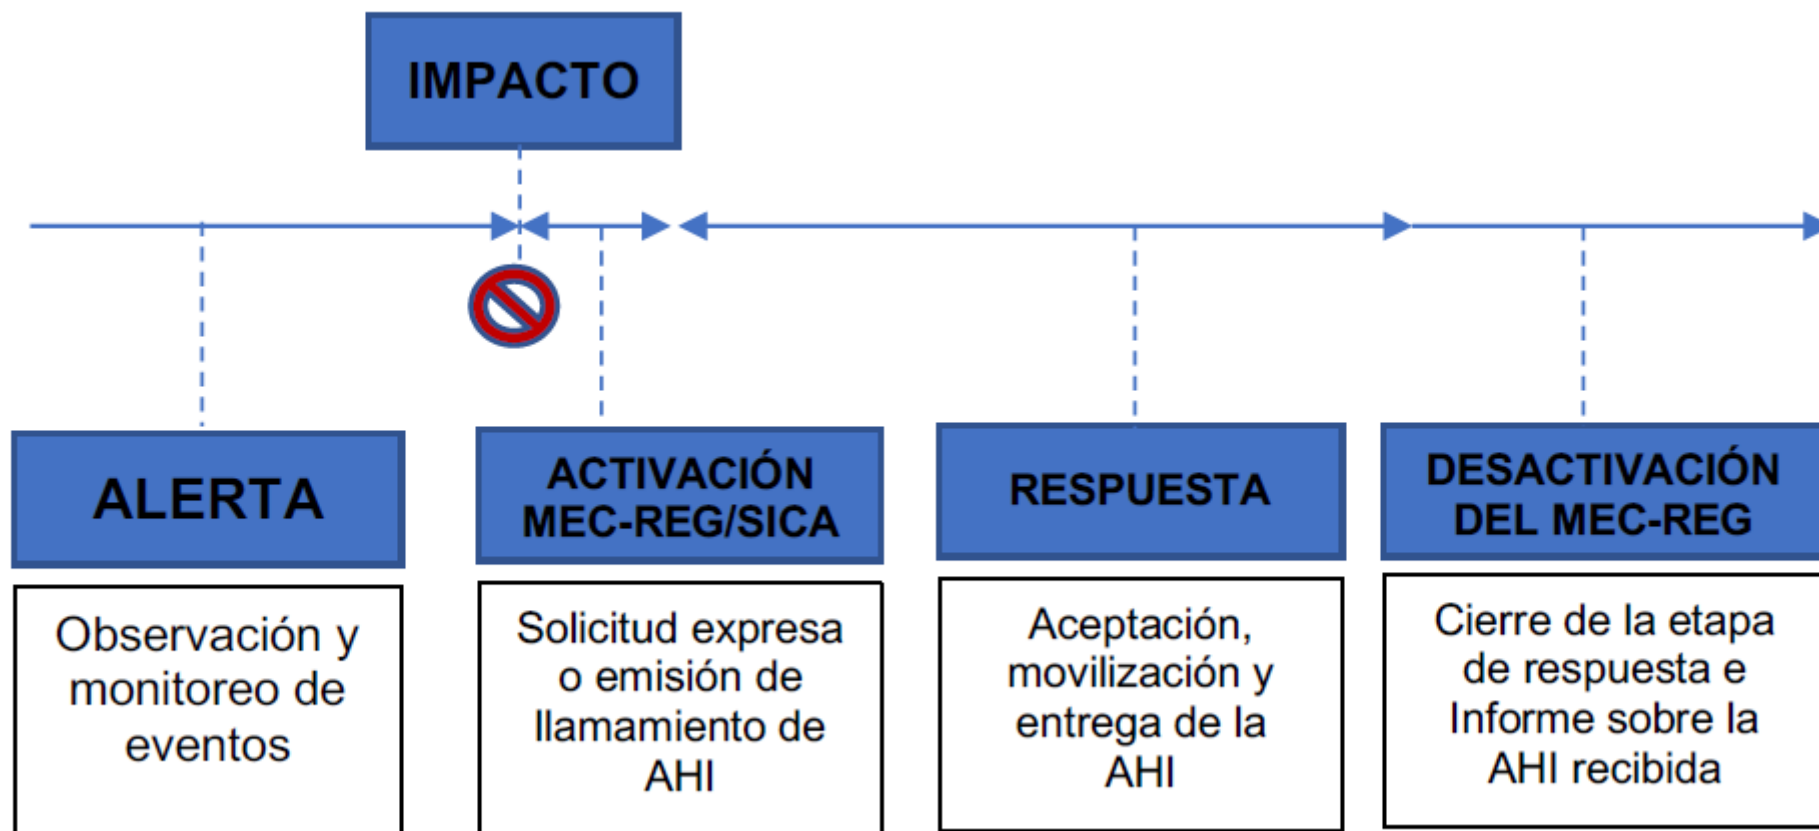 IMPACTO
ALERTA
Observación y
monitoreo de
eventos
ACTIVACIÓN
MEC-REG/SICA
Solicitud expresa
o emisión de
llamamiento de
AHI
RESPUESTA
Aceptación,
movilización y
entrega de la
AHI
DESACTIVACIÓN
DEL MEC-REG
Cierre de la etapa
de respuesta e
Informe sobre la
AHI recibida